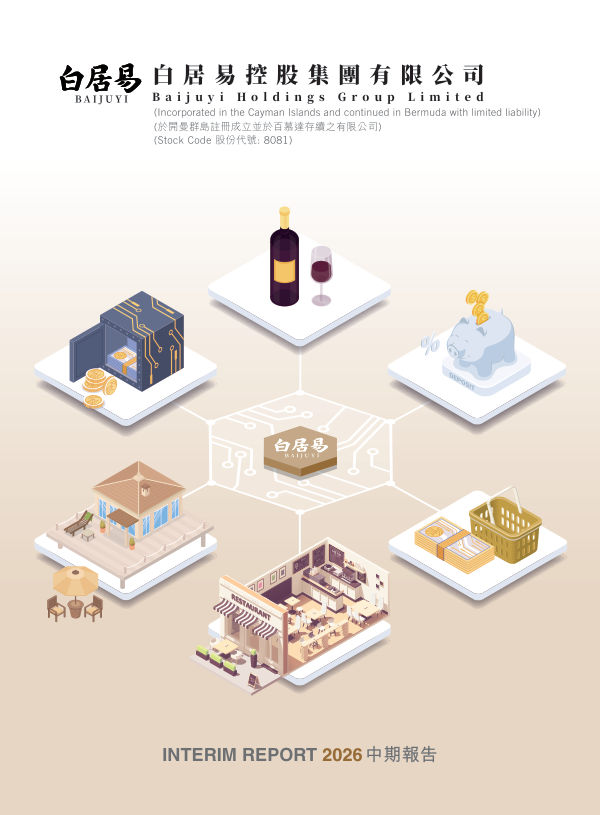 白居易
BAIJUYI
白居易控股集團有限公司
Baijuyi Holdings Group Limited
(Incorporated in the Cayman Islands and continued in Bermuda with limited liability)
(於開曼群島註冊成立並於百慕達存續之有限公司)
(Stock Code 股份代號: 8081)
DEPOSIT
白居易
BAIJUYI
RESTAURANT
INTERIM REPORT 2026 中期報告